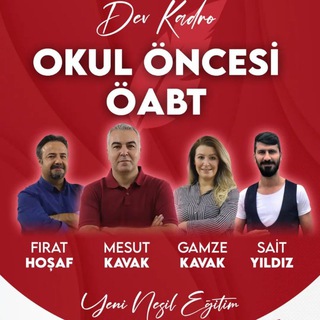 Dev Kadro
OKUL ÖNCESİ
ÖABT
FIRAT
HOŞAF
MESUT
KAVAK
GAMZE
KAVAK
SAİT
YILDIZ
Yeni Nesil Eğitim